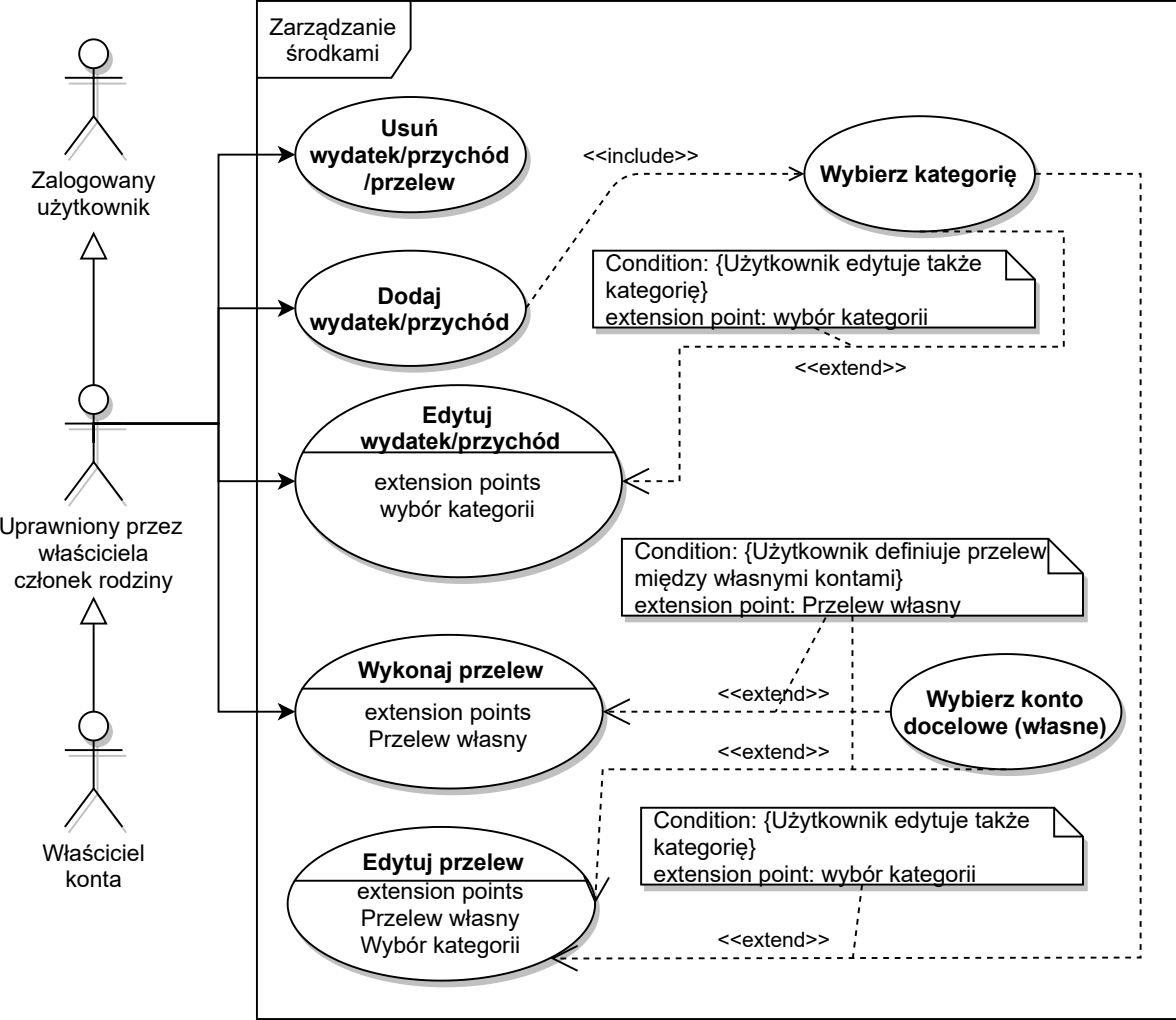 Zarządzanie
środkami
Zalogowany
użytkownik
Usuń
wydatek/przychód
/przelew
<<include>>
Wybierz kategorię
Dodaj
wydatek/przychód
Condition: {Użytkownik edytuje także
kategorię}
extension point: wybór kategorii
<<extend>>
Edytuj
wydatek/przychód
extension points
wybór kategorii
Uprawniony przez
właściciela
członek rodziny
Condition: {Użytkownik definiuje przelew
między własnymi kontami}
extension point: Przelew własny
Wykonaj przelew
extension points
Przelew własny
<<extend>>
Wybierz konto
docelowe (własne)
<<extend>>
Właściciel
konta
Condition: {Użytkownik edytuje także
kategorię}
extension point: wybór kategorii
Edytuj przelew
extension points
Przelew własny
Wybór kategorii
<<extend>>